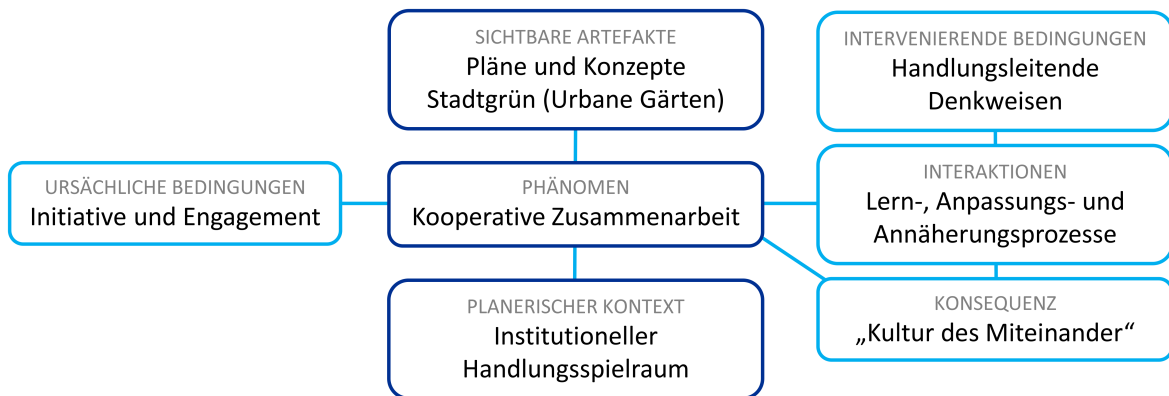 SICHTBARE ARTEFAKTE
Pläne und Konzepte
Stadtgrün (Urbane Gärten)
INTERVENIERENDE BEDINGUNGEN
Handlungsleitende
Denkweisen
URSÄCHLICHE BEDINGUNGEN
Initiative und Engagement
PHÄNOMEN
Kooperative Zusammenarbeit
INTERAKTIONEN
Lern-, Anpassungs- und
Annäherungsprozesse
PLANERISCHER KONTEXT
Institutioneller
Handlungsspielraum
KONSEQUENZ
„Kultur des Miteinander“